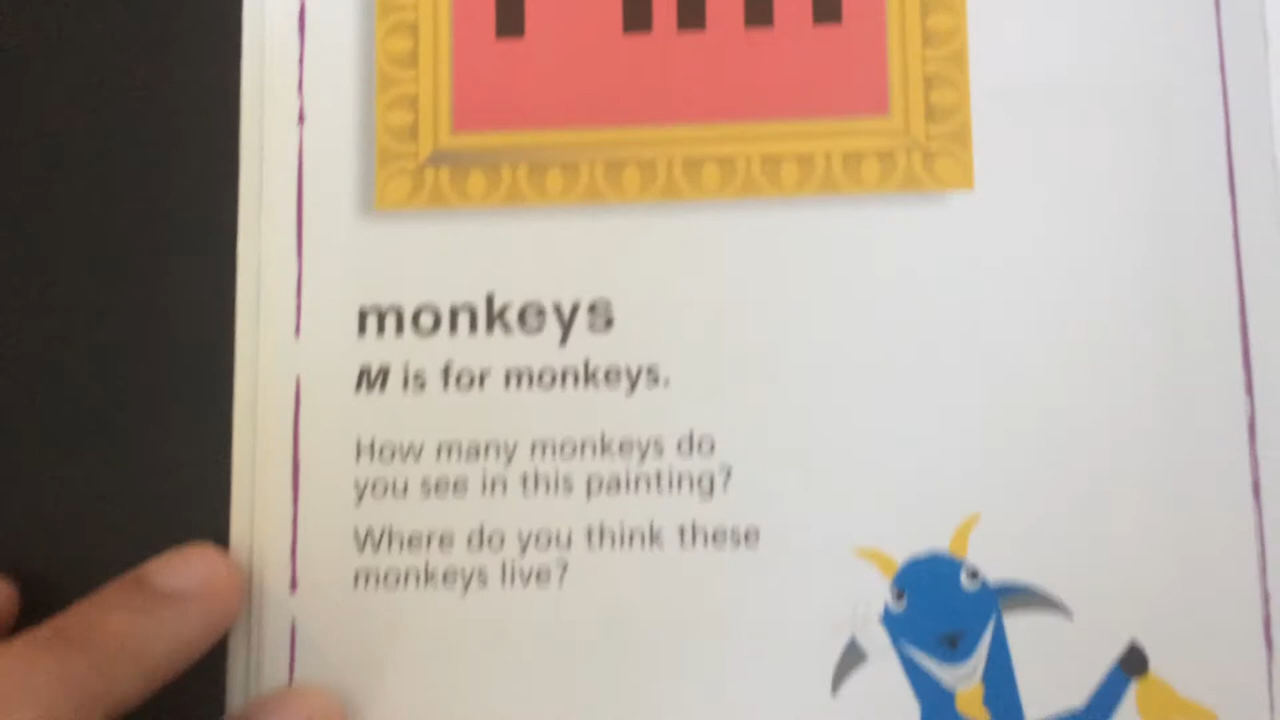 monkeys
M is for monkeys.
How many monkeys do
you see in this painting?
Where do you think these
monkeys live?